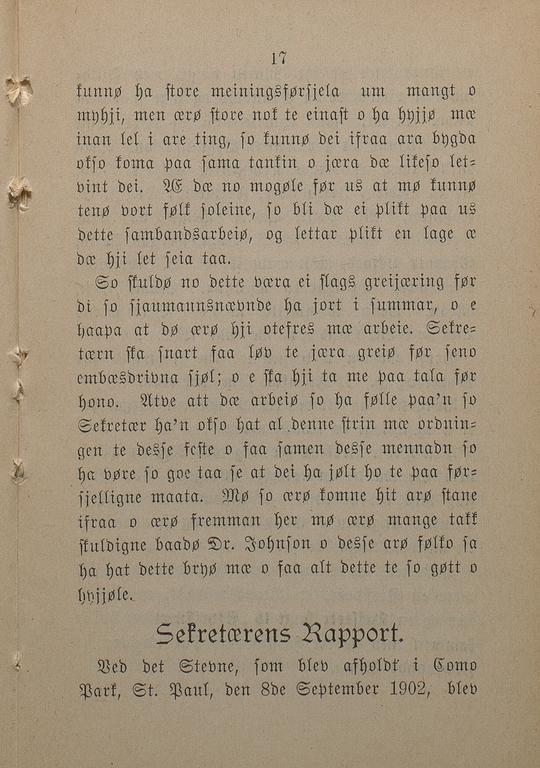 17
kunnø ha store meiningsførsjela um mangt o
myhji, men ærø store nok te einast o ha hyjjø mæ
inan lel i are ting, so kunnø dei ifraa ara bygda
okso koma paa sama tankin o jæra dæ likeso let=
vint dei. Æ dæ no mogøle før us at mø kunnø
tenø vort følk soleine, so bli dæ ei plikt paa us
dette sambandsarbeiø, og lettar plikt en lage æ
dæ hji let seia taa.
So skuldø no dette væra ei slags greijæring før
di so sjaumannsnævnde ha jort i summar, o e
haapa at dø ærø hji otefres mæ arbeie. Sekre=
tærn ska snart faa løv te jæra greiø før seno
embæsdrivna sjøl; o e ska hji ta me paa tala før
hono. Utve att dæ arbeiø so ha følle paa'n so
Sekretær ha'n okso hat al denne strin mæ ordnin=
gen te desse feste o faa samen desse mennadn so
ha vøre so goe taa se at dei ha jølt ho te paa før=
sjelligne maata. Mø so ærø komne hit arø stane
ifraa o ærø fremman her mø ærø mange takk
skuldigne baadø Dr. Johnson o desse arø følko sa
ha hat dette bryø mæ o faa alt dette te so gøtt o
hyjjøle.
Sekretærens Rapport.
Ved det Stevne, som blev afholdt i Como
Park, St. Paul, den 8de September 1902, blev